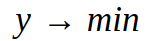 y → min